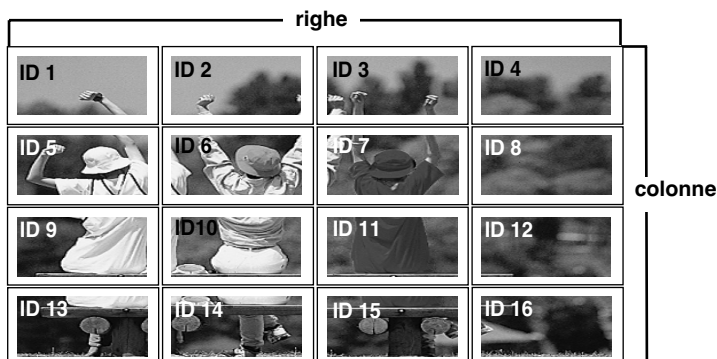 righe
ID 1 ID 2 ID 3 ID 4
ID 5 ID 6 ID 7 ID 8
colonne
ID 9 ID10 ID 11 ID 12
ID 13 ID 14 ID 15 ID 16